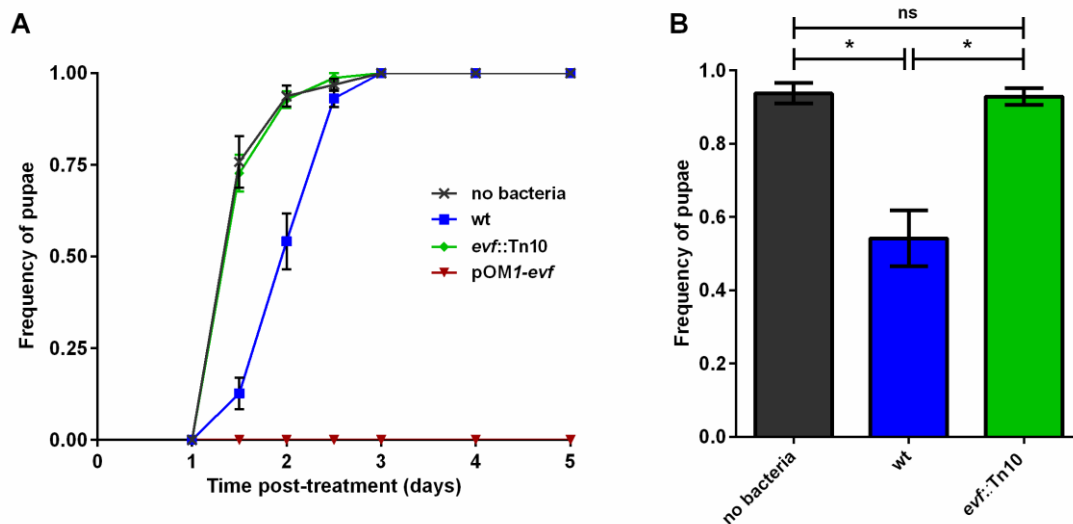 A
Frequency of pupae
1.00
0.75
0.50
0.25
0.00
0 1 2 3 4 5
Time post-treatment (days)
no bacteria
wt
evf::Tn10
pOM1-evf
B
ns
* *
Frequency of pupae
1.0
0.8
0.6
0.4
0.2
0.0
no bacteria
wt
evf::Tn10